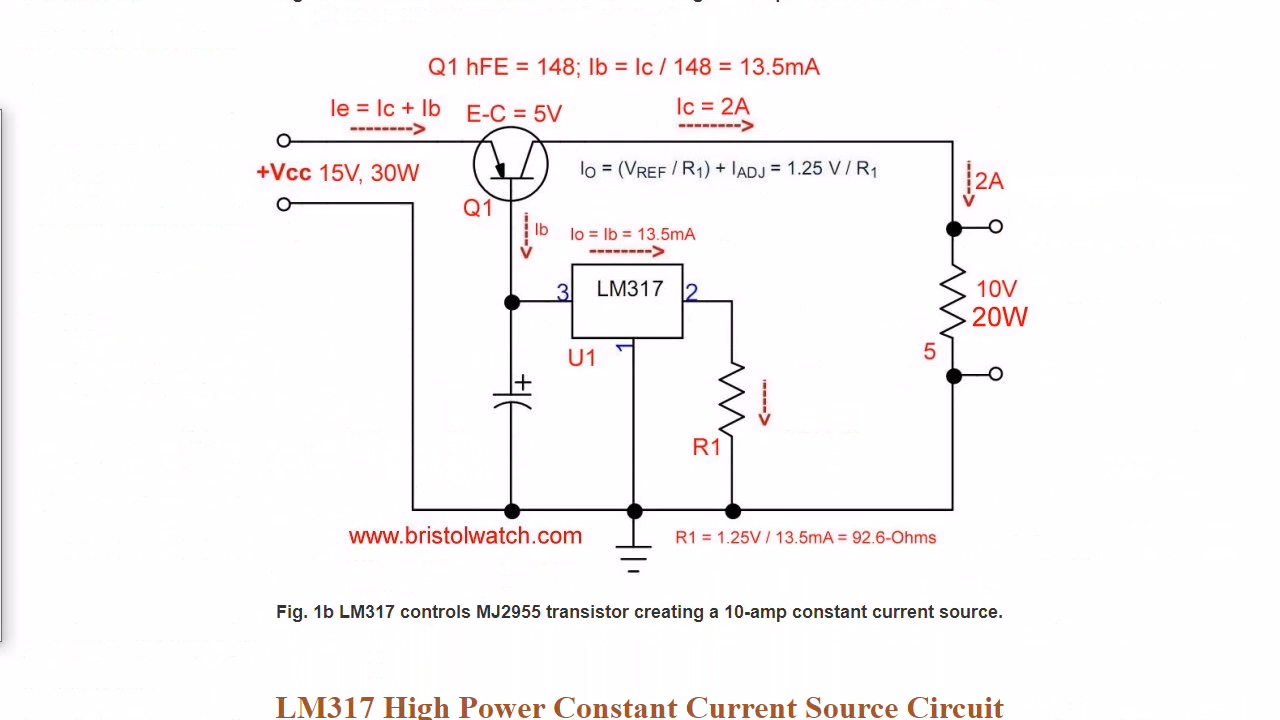 Q1 hFE = 148; Ib = Ic / 148 = 13.5mA
Ie = Ic + Ib
E-C = 5V
Ic = 2A
+Vcc 15V, 30W
IO = (VREF / R1) + IADJ = 1.25 V / R1
2A
Q1
Ib
Io = Ib = 13.5mA
3
LM317
2
10V
20W
U1
1
5
+
R1
www.bristolwatch.com
R1 = 1.25V / 13.5mA = 92.6-Ohms
Fig. 1b LM317 controls MJ2955 transistor creating a 10-amp constant current source.
LM317 High Power Constant Current Source Circuit